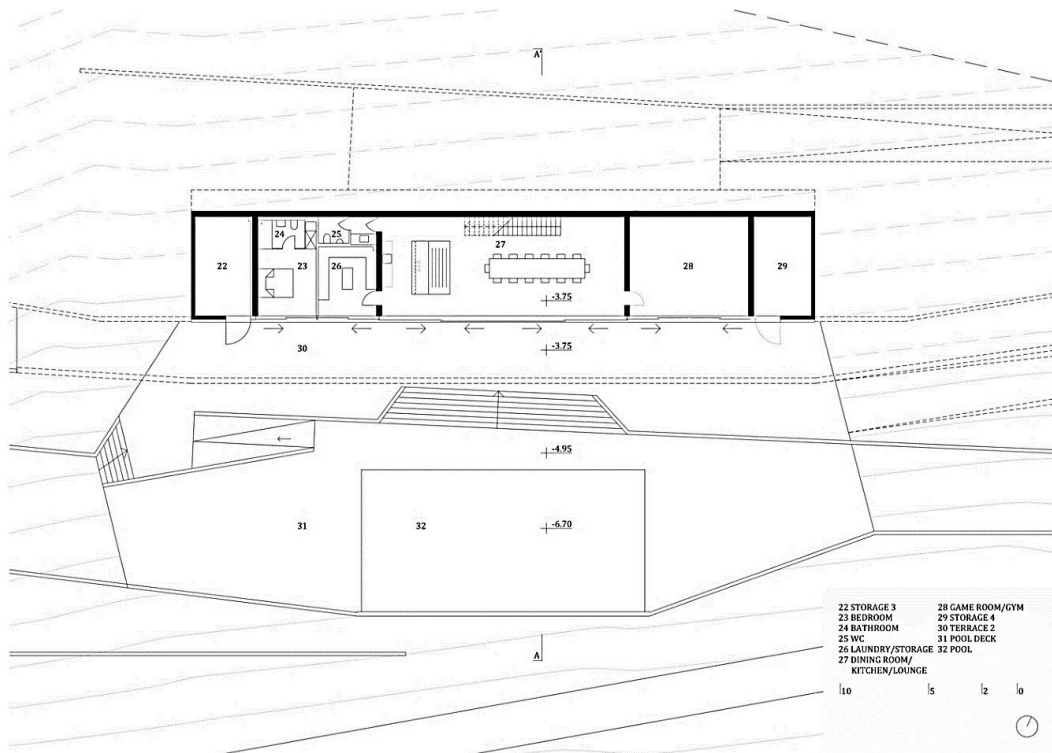 A'
24
25
27
22
23
26
28
29
-3.75
30
-3.75
-4.95
31
32
-6.70
A
22 STORAGE 3
23 BEDROOM
24 BATHROOM
25 WC
26 LAUNDRY/STORAGE
27 DINING ROOM/
KITCHEN/LOUNGE
28 GAME ROOM/GYM
29 STORAGE 4
30 TERRACE 2
31 POOL DECK
32 POOL
10 5 2 0